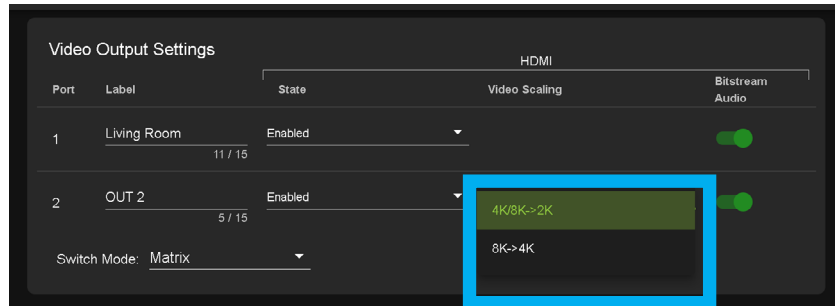 Video Output Settings
HDMI
Port Label State Video Scaling Bitstream Audio
1 Living Room Enabled
11 / 15
2 OUT 2 Enabled 4K/8K->2K
5 / 15
8K->4K
Switch Mode: Matrix